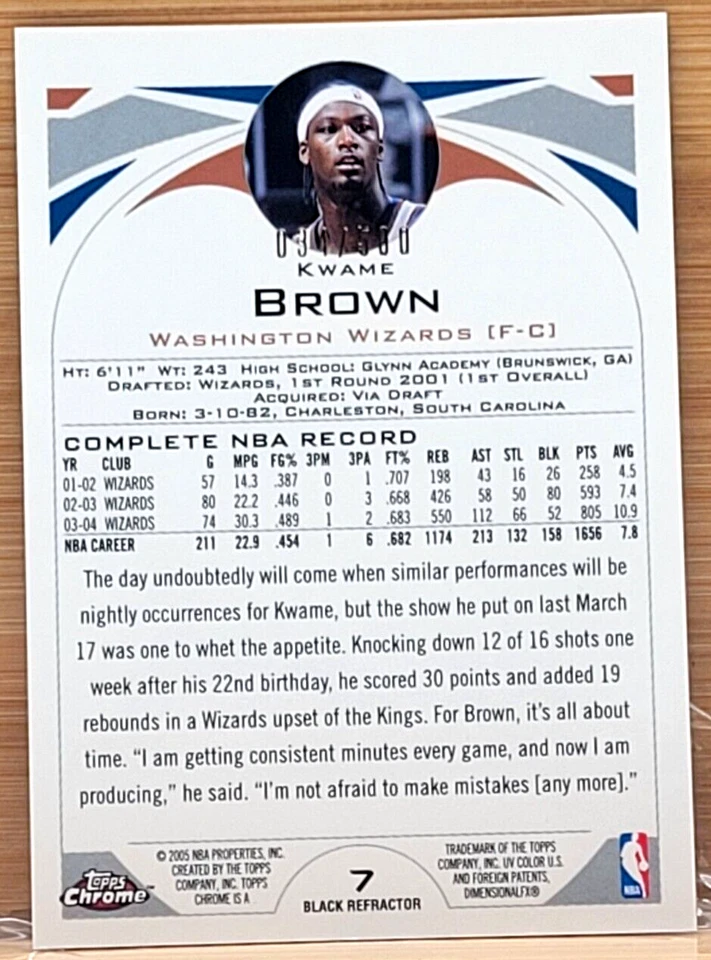 KWAME
BROWN
WASHINGTON WIZARDS [F-C]
HT: 6'11" WT: 243 HIGH SCHOOL: GLYNN ACADEMY (BRUNSWICK, GA)
DRAFTED: WIZARDS, 1ST ROUND 2001 (1ST OVERALL)
ACQUIRED: VIA DRAFT
BORN: 3-10-82, CHARLESTON, SOUTH CAROLINA
COMPLETE NBA RECORD
YR CLUB G MPG FG% 3PM 3PA FT% REB AST STL BLK PTS AVG
01-02 WIZARDS 57 14.3 .387 0 1 .707 198 43 16 26 258 4.5
02-03 WIZARDS 80 22.2 .446 0 3 .668 426 58 50 80 593 7.4
03-04 WIZARDS 74 30.3 .489 1 2 .683 550 112 66 52 805 10.9
NBA CAREER 211 22.9 .454 1 6 .682 1174 213 132 158 1656 7.8
The day undoubtedly will come when similar performances will be
nightly occurrences for Kwame, but the show he put on last March
17 was one to whet the appetite. Knocking down 12 of 16 shots one
week after his 22nd birthday, he scored 30 points and added 19
rebounds in a Wizards upset of the Kings. For Brown, it's all about
time. “I am getting consistent minutes every game, and now I am
producing,” he said. “I'm not afraid to make mistakes [any more].”
© 2005 NBA PROPERTIES, INC.
CREATED BY THE TOPPS
COMPANY, INC. TOPPS
CHROME IS A
TRADEMARK OF THE TOPPS
COMPANY, INC. UV COLOR U.S.
AND FOREIGN PATENTS,
DIMENSIONALFX®
Topps
Chrome™
7
BLACK REFRACTOR
NBA